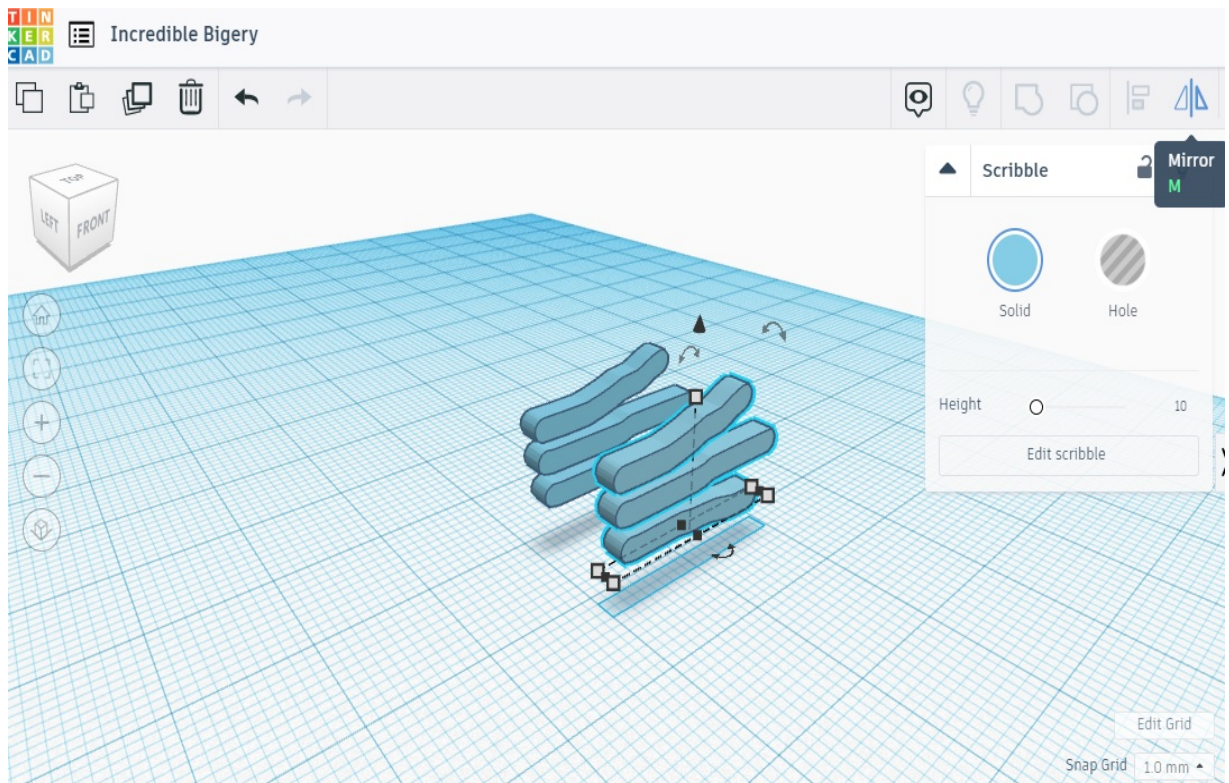 TIN
KER
CAD
Incredible Bigery
Mirror
M
Scribble
TOP
LEFT
FRONT
Solid
Hole
Height
10
Edit scribble
Edit Grid
Snap Grid
1.0 mm